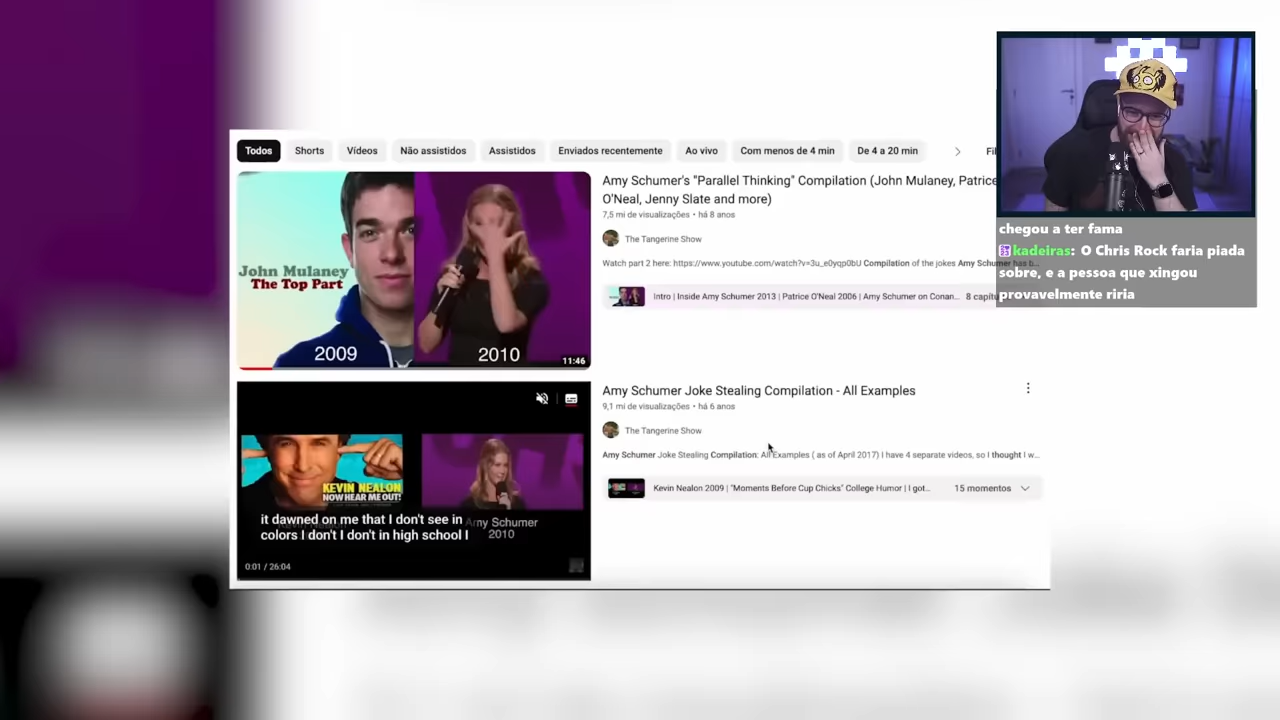 Todos
Shorts
Vídeos
Não assistidos
Assistidos
Enviados recentemente
Ao vivo
Com menos de 4 min
De 4 a 20 min
John Mulaney
The Top Part
2009
2010
11:46
Amy Schumer's "Parallel Thinking" Compilation (John Mulaney, Patrice
O'Neal, Jenny Slate and more)
7,5 mi de visualizações • há 8 anos
The Tangerine Show
Watch part 2 here: https://www.youtube.com/watch?v=3u_e0yqp0bU Compilation of the jokes Amy Schumer has b...
Intro | Inside Amy Schumer 2013 | Patrice O'Neal 2006 | Amy Schumer on Conan...
8 capítu
chegou a ter fama
kadeiras: O Chris Rock faria piada
sobre, e a pessoa que xingou
provavelmente riria
KEVIN NEALON
NOW HEAR ME OUT!
it dawned on me that I don't see in
colors I don't I don't in high school I
Amy Schumer
2010
0:01 / 26:04
Amy Schumer Joke Stealing Compilation - All Examples
9,1 mi de visualizações • há 6 anos
The Tangerine Show
Amy Schumer Joke Stealing Compilation: All Examples ( as of April 2017) I have 4 separate videos, so I thought I w...
Kevin Nealon 2009 | "Moments Before Cup Chicks" College Humor | I got...
15 momentos